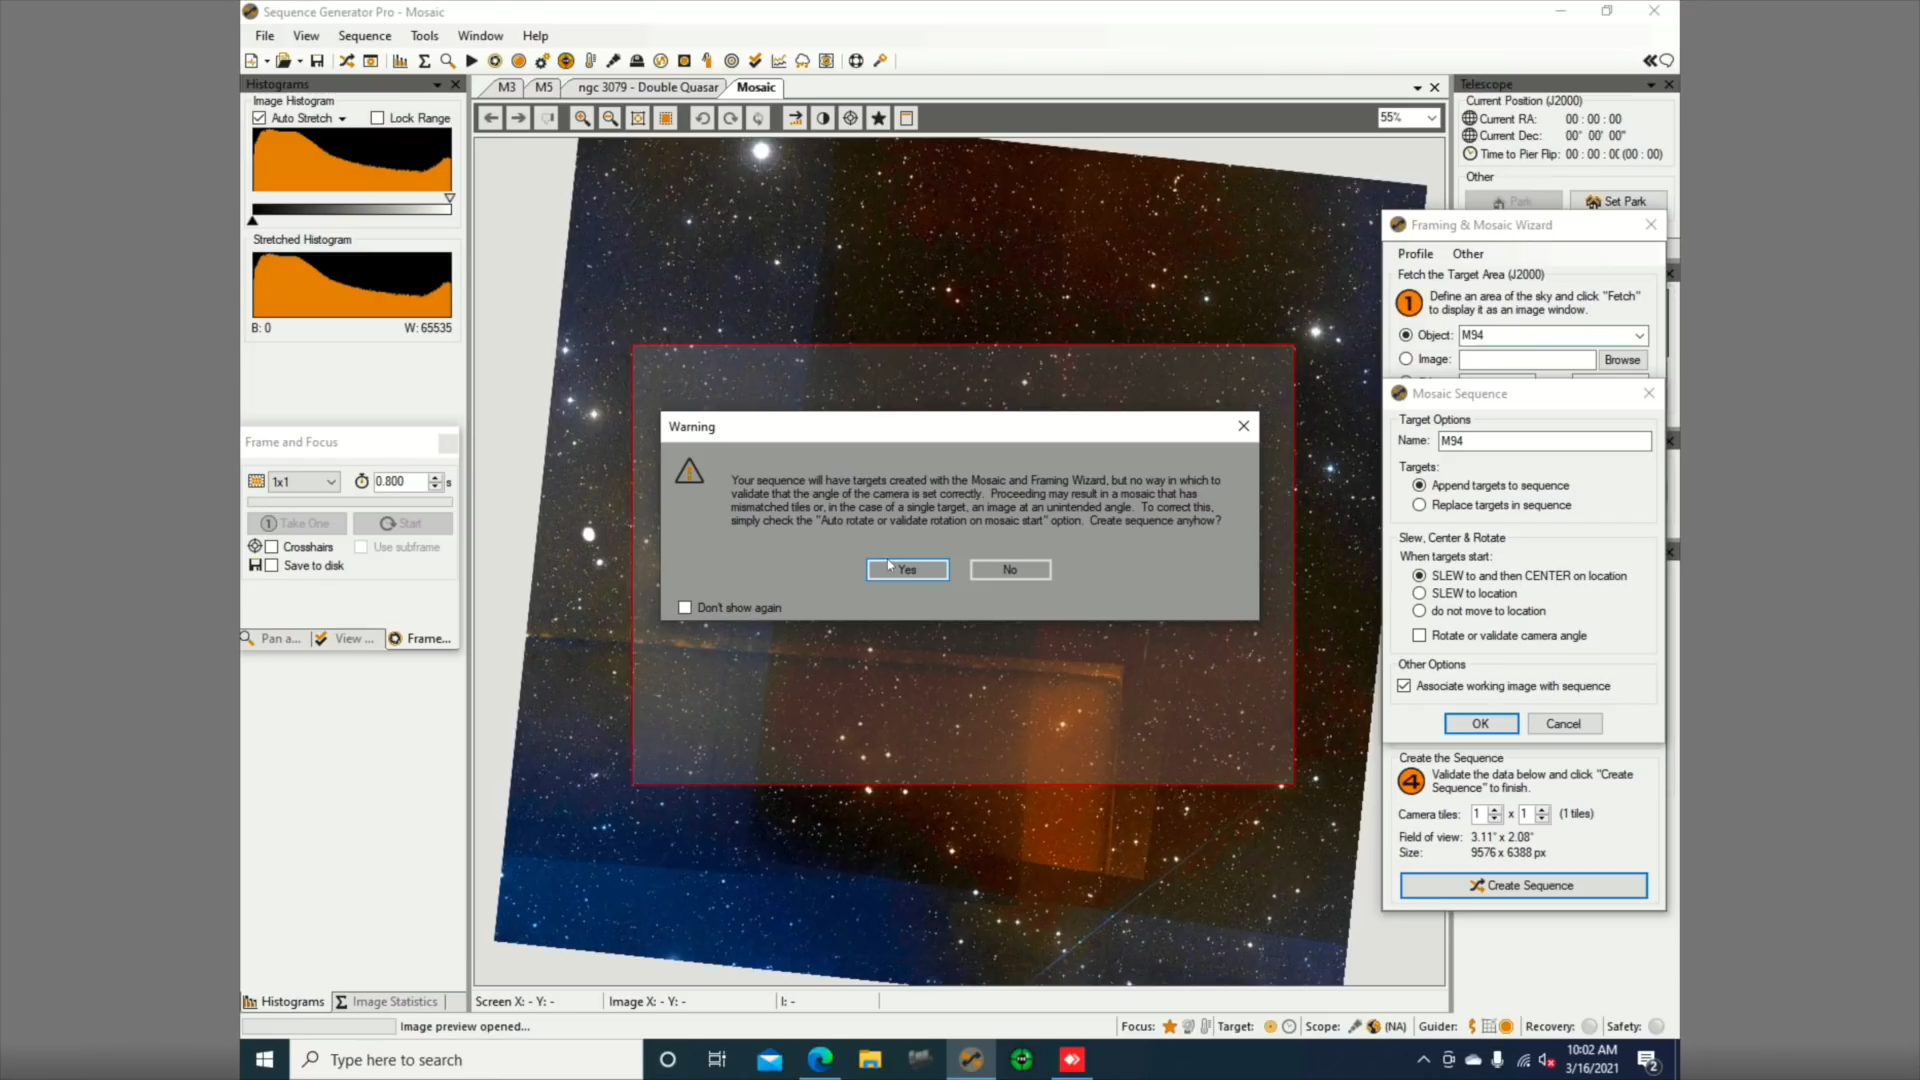 Sequence Generator Pro - Mosaic
File View Sequence Tools Window Help
Histograms
Image Histogram
Auto Stretch
Lock Range
Stretched Histogram
B: 0 W: 65535
Frame and Focus
1x1
0.800 s
Take One
Start
Crosshairs
Use subframe
Save to disk
Pan a...
View ...
Frame...
Histograms
Image Statistics
M3
M5
ngc 3079 - Double Quasar
Mosaic
55%
Warning
Your sequence will have targets created with the Mosaic and Framing Wizard, but no way in which to
validate that the angle of the camera is set correctly. Proceeding may result in a mosaic that has
mismatched tiles or, in the case of a single target, an image at an unintended angle. To correct this,
simply check the "Auto rotate or validate rotation on mosaic start" option. Create sequence anyhow?
Yes
No
Don't show again
Screen X: - Y: -
Image X: - Y: -
I: -
Telescope
Current Position (J2000)
Current RA: 00 : 00 : 00
Current Dec: 00° 00' 00"
Time to Pier Flip: 00 : 00 : 0( (00 : 00)
Other
Park
Set Park
Framing & Mosaic Wizard
Profile Other
Fetch the Target Area (J2000)
1
Define an area of the sky and click "Fetch"
to display it as an image window.
Object: M94
Image:
Browse
Mosaic Sequence
Target Options
Name: M94
Targets:
Append targets to sequence
Replace targets in sequence
Slew, Center & Rotate
When targets start:
SLEW to and then CENTER on location
SLEW to location
do not move to location
Rotate or validate camera angle
Other Options
Associate working image with sequence
OK
Cancel
Create the Sequence
4
Validate the data below and click "Create
Sequence" to finish.
Camera tiles: 1 x 1 (1 tiles)
Field of view: 3.11° x 2.08°
Size: 9576 x 6388 px
Create Sequence
Image preview opened...
Focus:
Target:
Scope:
(NA)
Guider:
Recovery:
Safety:
Type here to search
10:02 AM
3/16/2021
2